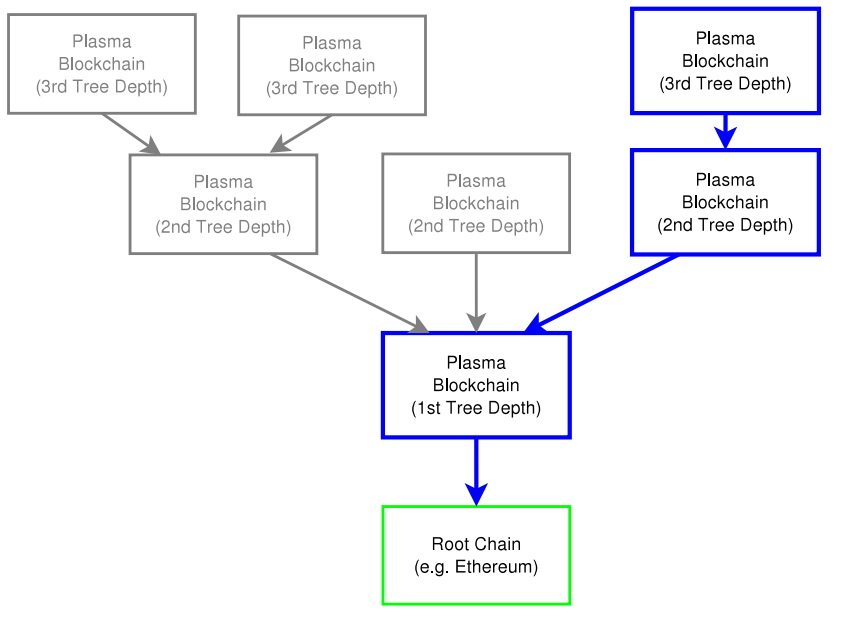 Plasma
Blockchain
(3rd Tree Depth)
Plasma
Blockchain
(3rd Tree Depth)
Plasma
Blockchain
(3rd Tree Depth)
Plasma
Blockchain
(2nd Tree Depth)
Plasma
Blockchain
(2nd Tree Depth)
Plasma
Blockchain
(2nd Tree Depth)
Plasma
Blockchain
(1st Tree Depth)
Root Chain
(e.g. Ethereum)